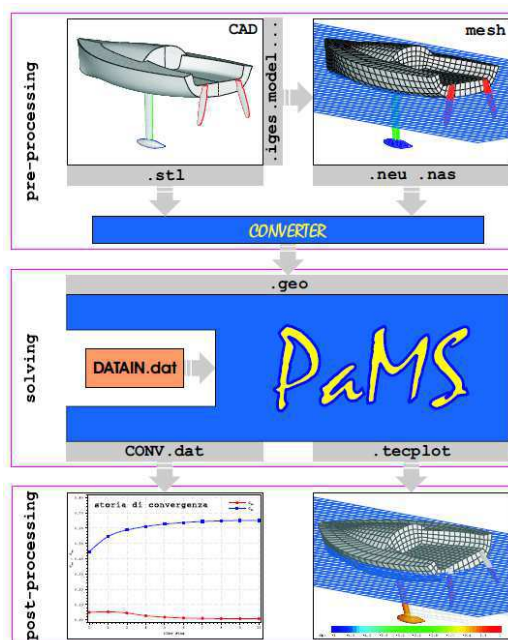 pre-processing
CAD
.iges .model ...
mesh
.stl
.neu .nas
CONVERTER
solving
.geo
DATAIN.dat
PaMS
CONV.dat
.tecplot
post-processing
storia di convergenza